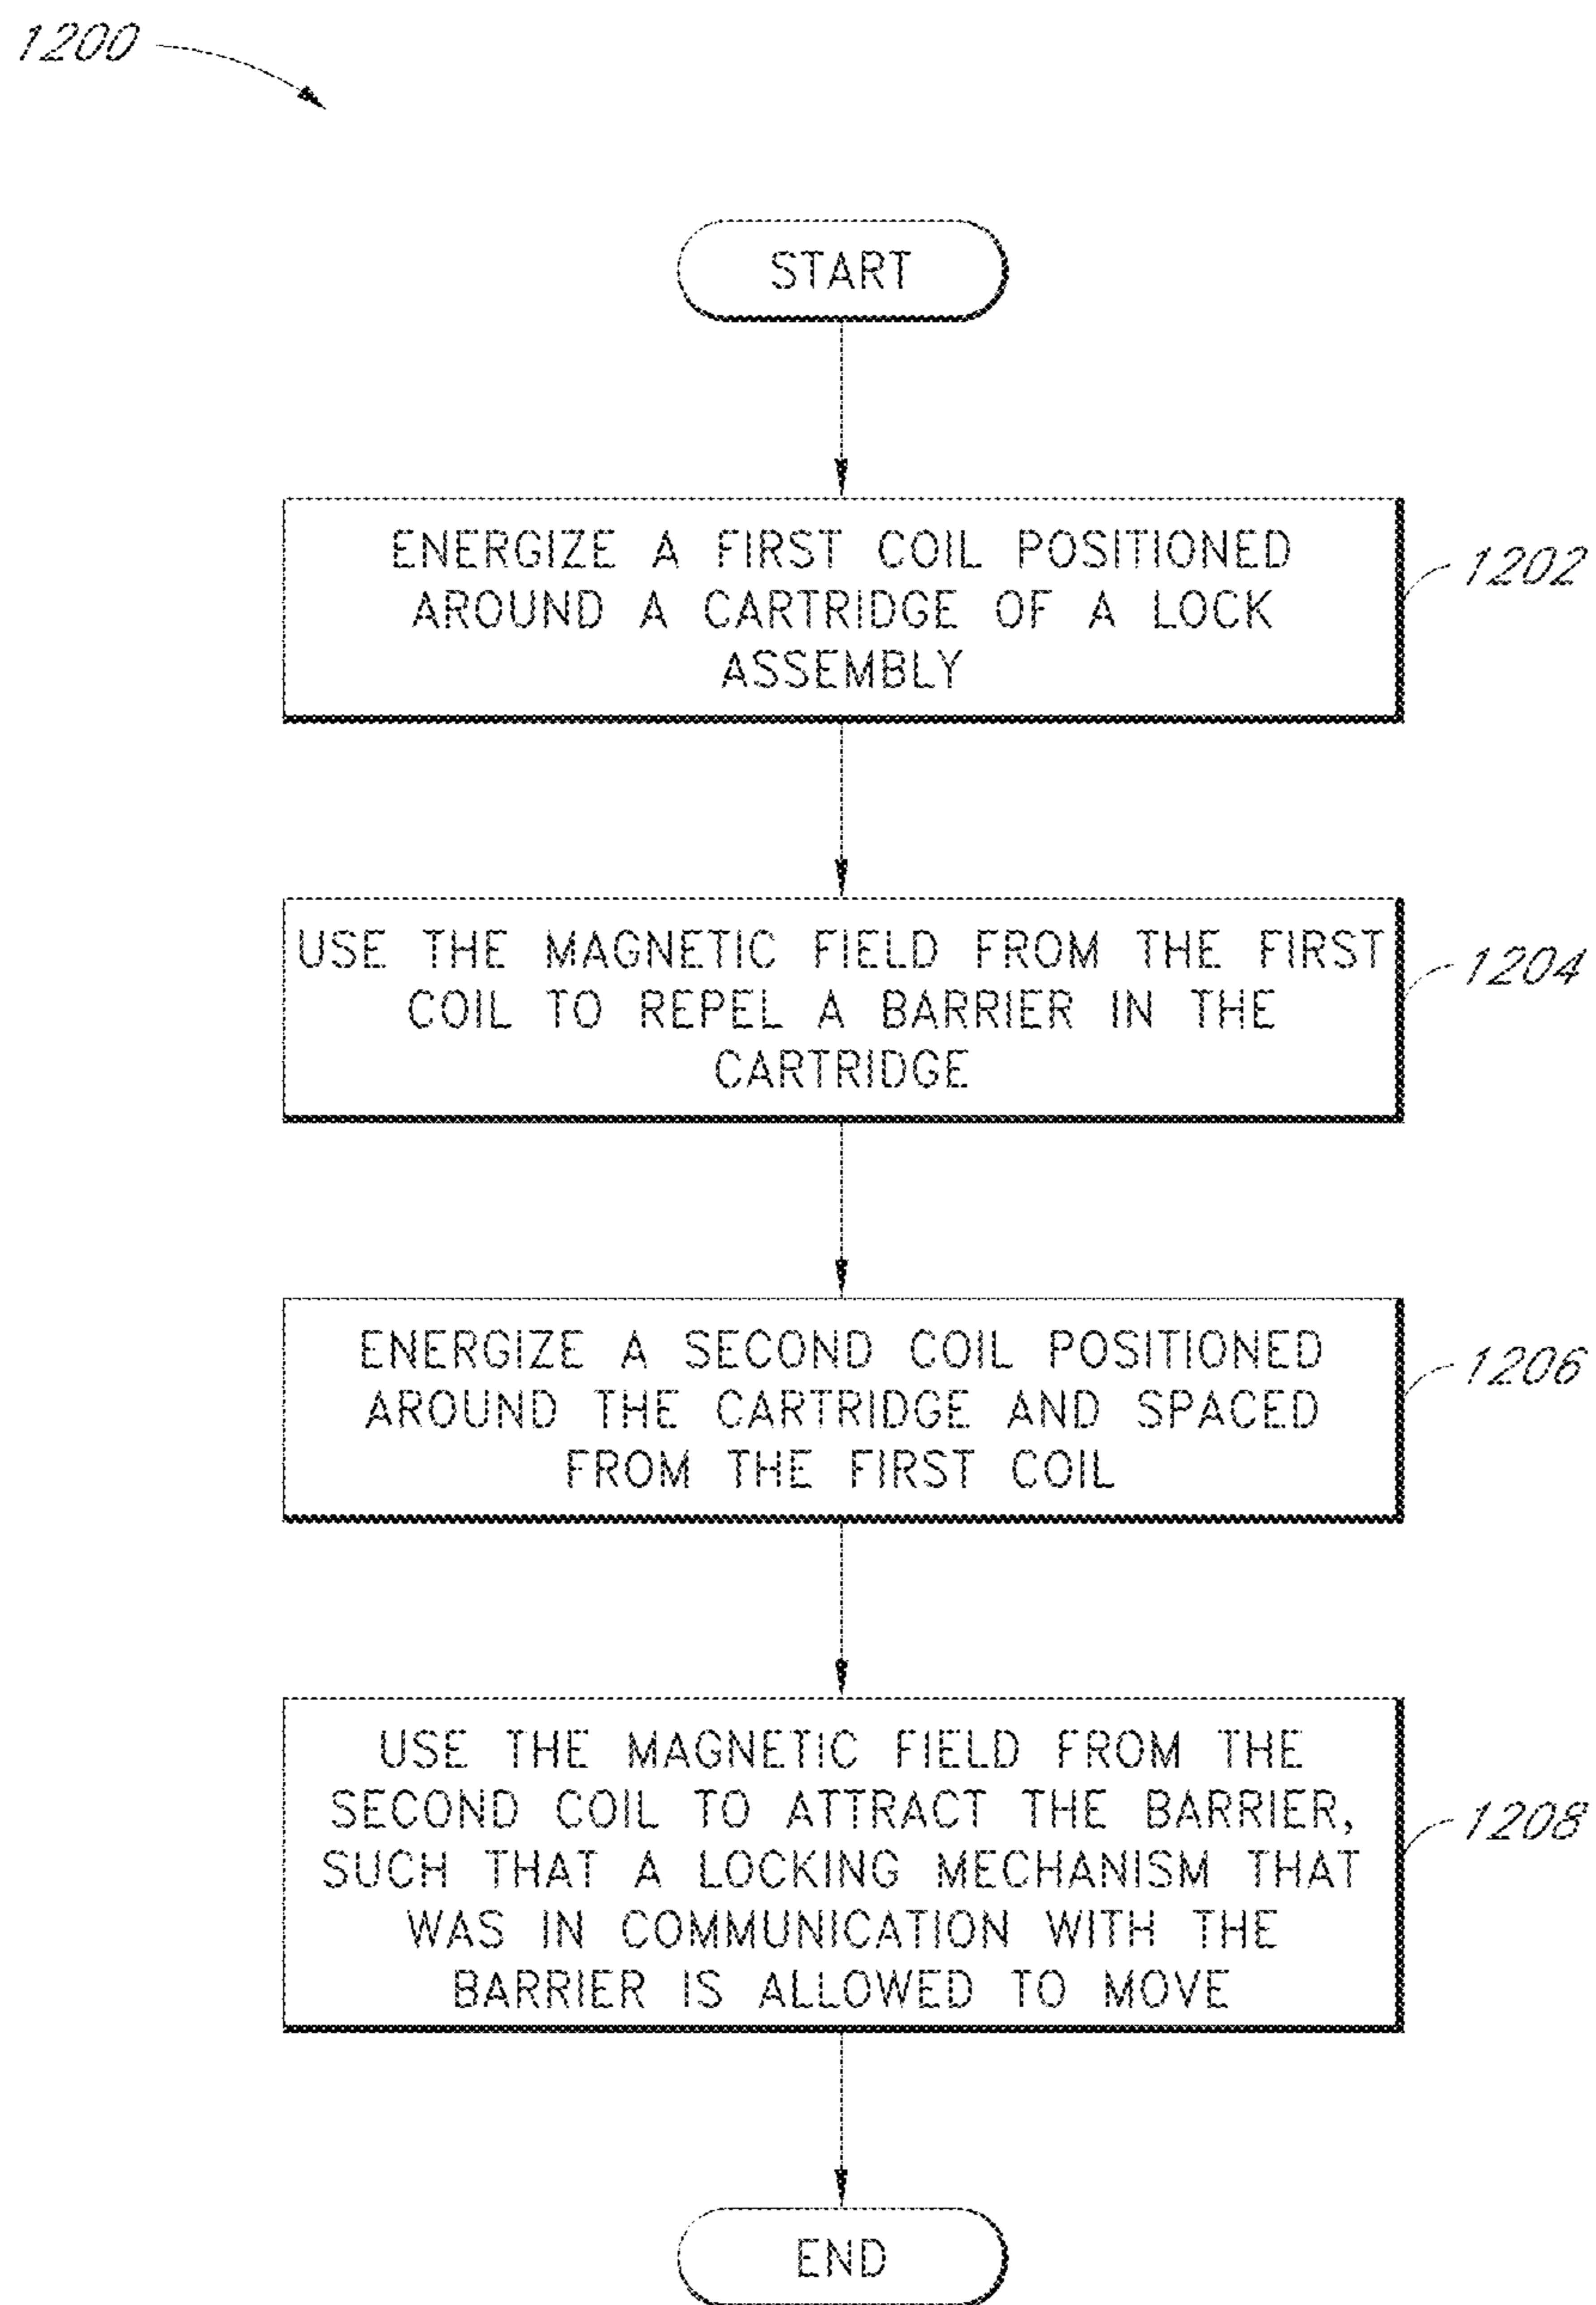 1200
START
ENERGIZE A FIRST COIL POSITIONED
AROUND A CARTRIDGE OF A LOCK
ASSEMBLY
1202
USE THE MAGNETIC FIELD FROM THE FIRST
COIL TO REPEL A BARRIER IN THE
CARTRIDGE
1204
ENERGIZE A SECOND COIL POSITIONED
AROUND THE CARTRIDGE AND SPACED
FROM THE FIRST COIL
1206
USE THE MAGNETIC FIELD FROM THE
SECOND COIL TO ATTRACT THE BARRIER,
SUCH THAT A LOCKING MECHANISM THAT
WAS IN COMMUNICATION WITH THE
BARRIER IS ALLOWED TO MOVE
1208
END